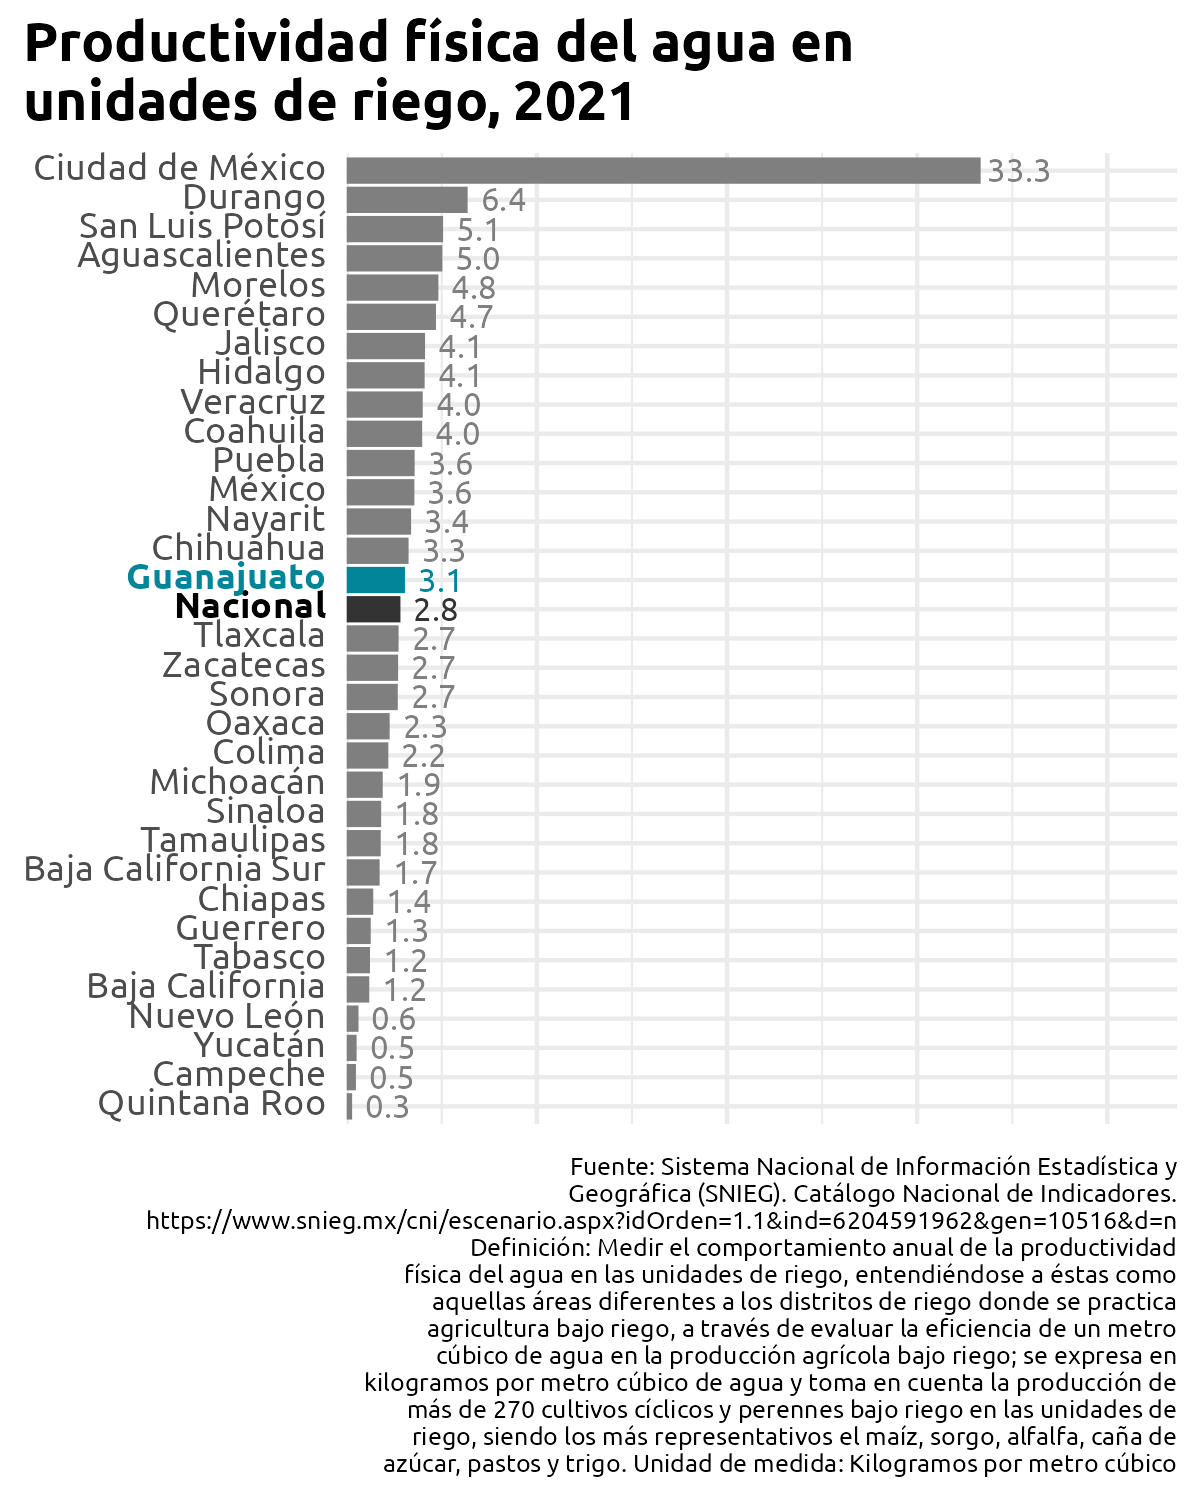 Productividad física del agua en
unidades de riego, 2021
Ciudad de México 33.3
Durango 6.4
San Luis Potosí 5.1
Aguascalientes 5.0
Morelos 4.8
Querétaro 4.7
Jalisco 4.1
Hidalgo 4.1
Veracruz 4.0
Coahuila 4.0
Puebla 3.6
México 3.6
Nayarit 3.4
Chihuahua 3.3
Guanajuato 3.1
Nacional 2.8
Tlaxcala 2.7
Zacatecas 2.7
Sonora 2.7
Oaxaca 2.3
Colima 2.2
Michoacán 1.9
Sinaloa 1.8
Tamaulipas 1.8
Baja California Sur 1.7
Chiapas 1.4
Guerrero 1.3
Tabasco 1.2
Baja California 1.2
Nuevo León 0.6
Yucatán 0.5
Campeche 0.5
Quintana Roo 0.3
Fuente: Sistema Nacional de Información Estadística y
Geográfica (SNIEG). Catálogo Nacional de Indicadores.
https://www.snieg.mx/cni/escenario.aspx?idOrden=1.1&ind=6204591962&gen=10516&d=n
Definición: Medir el comportamiento anual de la productividad
física del agua en las unidades de riego, entendiéndose a éstas como
aquellas áreas diferentes a los distritos de riego donde se practica
agricultura bajo riego, a través de evaluar la eficiencia de un metro
cúbico de agua en la producción agrícola bajo riego; se expresa en
kilogramos por metro cúbico de agua y toma en cuenta la producción de
más de 270 cultivos cíclicos y perennes bajo riego en las unidades de
riego, siendo los más representativos el maíz, sorgo, alfalfa, caña de
azúcar, pastos y trigo. Unidad de medida: Kilogramos por metro cúbico